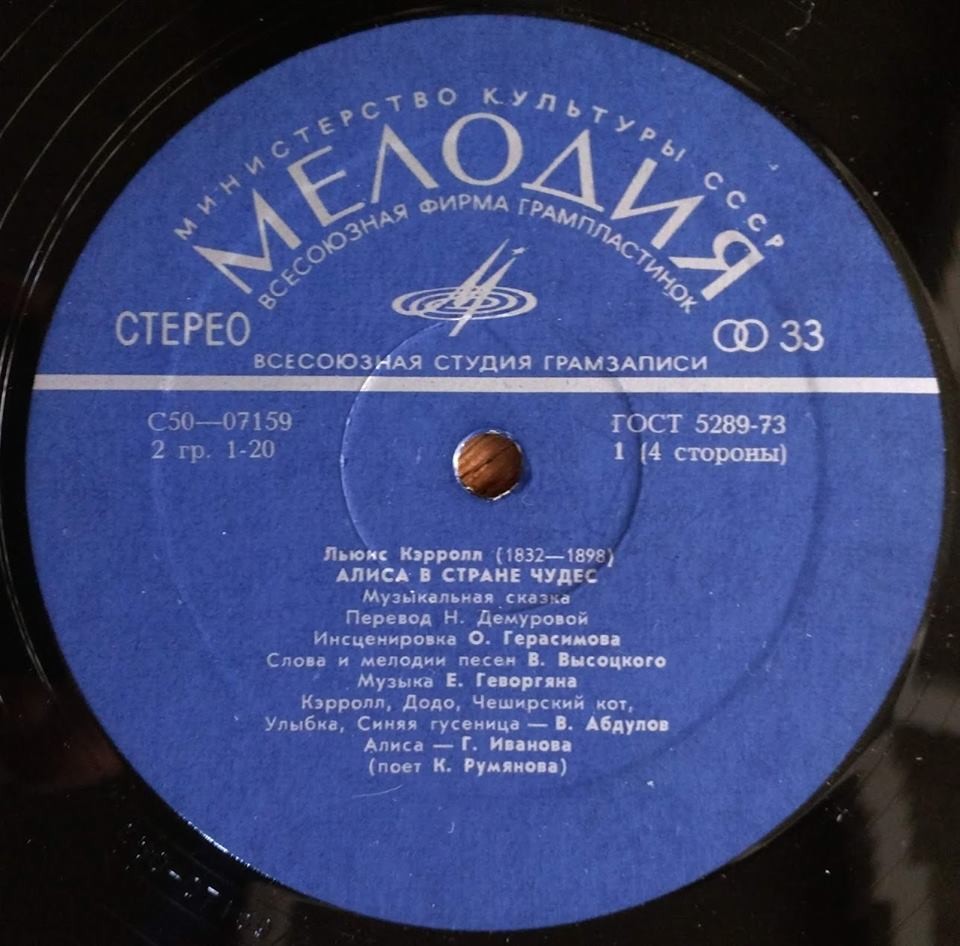 МИНИСТЕРСТВО КУЛЬТУРЫ СССР
МЕЛОДИЯ
ВСЕСОЮЗНАЯ ФИРМА ГРАМПЛАСТИНОК
СТЕРЕО
33
ВСЕСОЮЗНАЯ СТУДИЯ ГРАМЗАПИСИ
С50—07159
ГОСТ 5289-73
2 гр. 1-20
1 (4 стороны)
Льюис Кэрролл (1832—1898)
АЛИСА В СТРАНЕ ЧУДЕС
Музыкальная сказка
Перевод Н. Демуровой
Инсценировка О. Герасимова
Слова и мелодии песен В. Высоцкого
Музыка Е. Геворгяна
Кэрролл, Додо, Чеширский кот,
Улыбка, Синяя гусеница — В. Абдулов
Алиса — Г. Иванова
(поет К. Румянова)